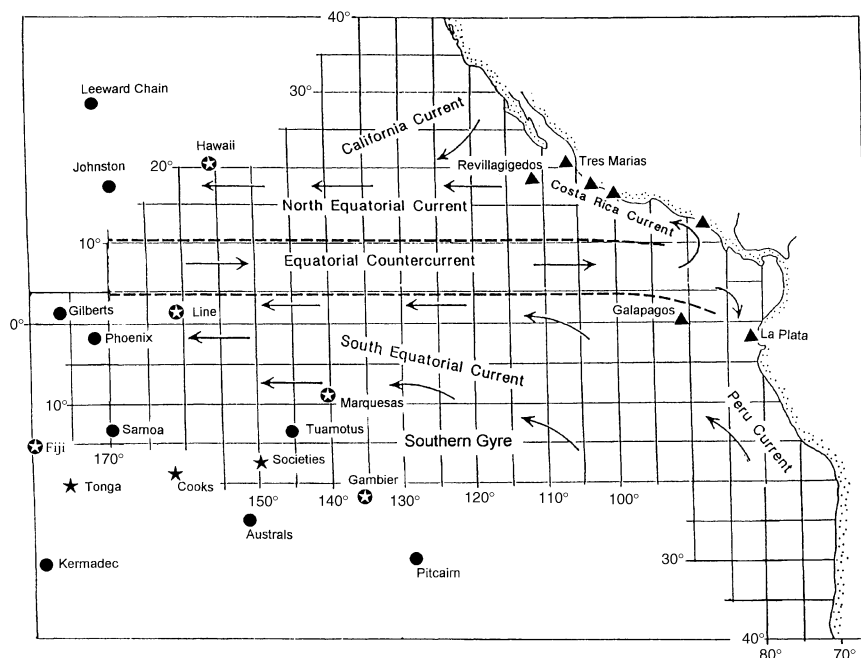 40°
Leeward Chain
30°
California Current
Hawaii
Johnston
20°
Revillagigedos
Tres Marias
Costa Rica Current
North Equatorial Current
10°
Equatorial Countercurrent
Gilberts
Line
Galapagos
0°
Phoenix
La Plata
South Equatorial Current
Marquesas
10°
Peru Current
Samoa
Tuamotus
Southern Gyre
Fiji
170°
Societies
Tonga
Cooks
Gambier
150°
140°
130°
120°
110°
100°
Australs
Kermadec
Pitcairn
30°
40°
80°
70°